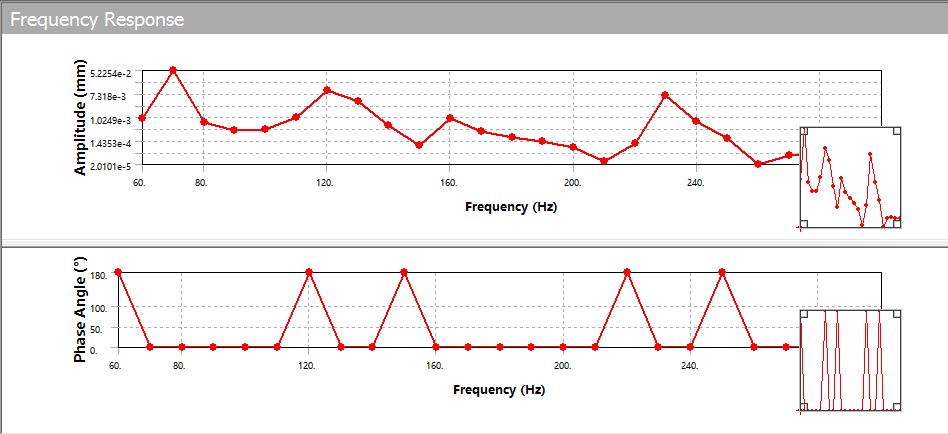 Frequency Response
Amplitude (mm)
5.2254e-2
7.318e-3
1.0249e-3
1.4353e-4
2.0101e-5
60. 80. 120. 160. 200. 240.
Frequency (Hz)
Phase Angle (°)
180.
100.
50.
0.
60. 80. 120. 160. 200. 240.
Frequency (Hz)